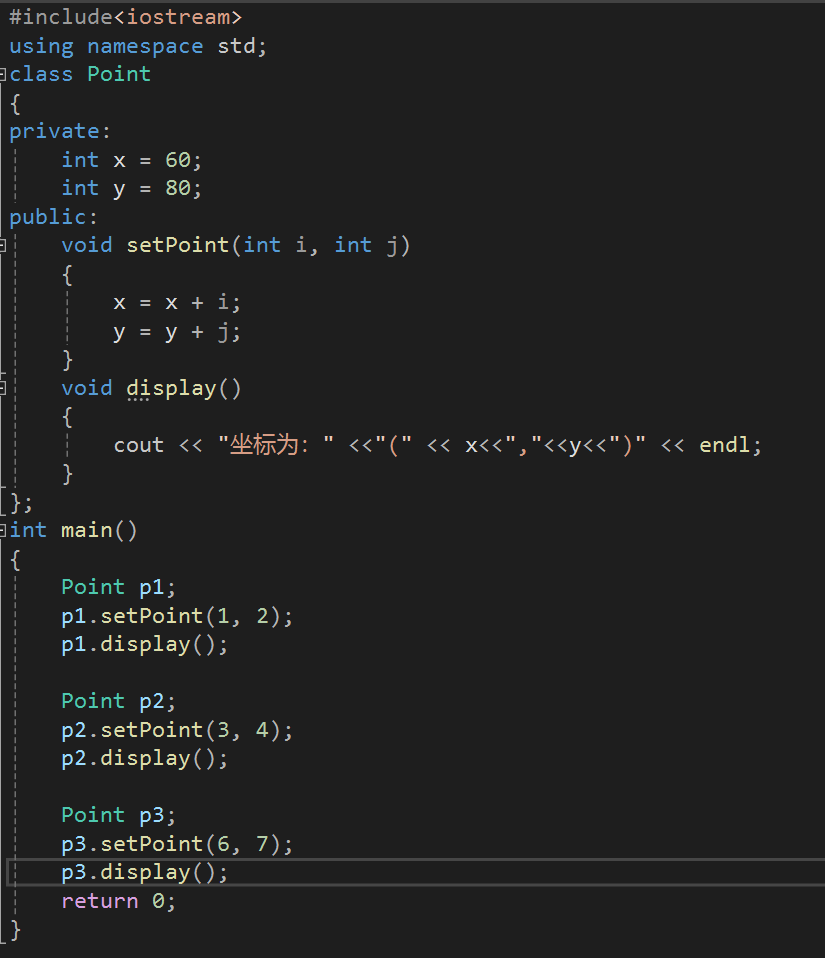 #include<iostream>
using namespace std;
class Point
{
private:
    int x = 60;
    int y = 80;
public:
    void setPoint(int i, int j)
    {
        x = x + i;
        y = y + j;
    }
    void display()
    {
        cout << "坐标为：" <<"(" << x<<","<<y<<")" << endl;
    }
};
int main()
{
    Point p1;
    p1.setPoint(1, 2);
    p1.display();

    Point p2;
    p2.setPoint(3, 4);
    p2.display();

    Point p3;
    p3.setPoint(6, 7);
    p3.display();
    return 0;
}